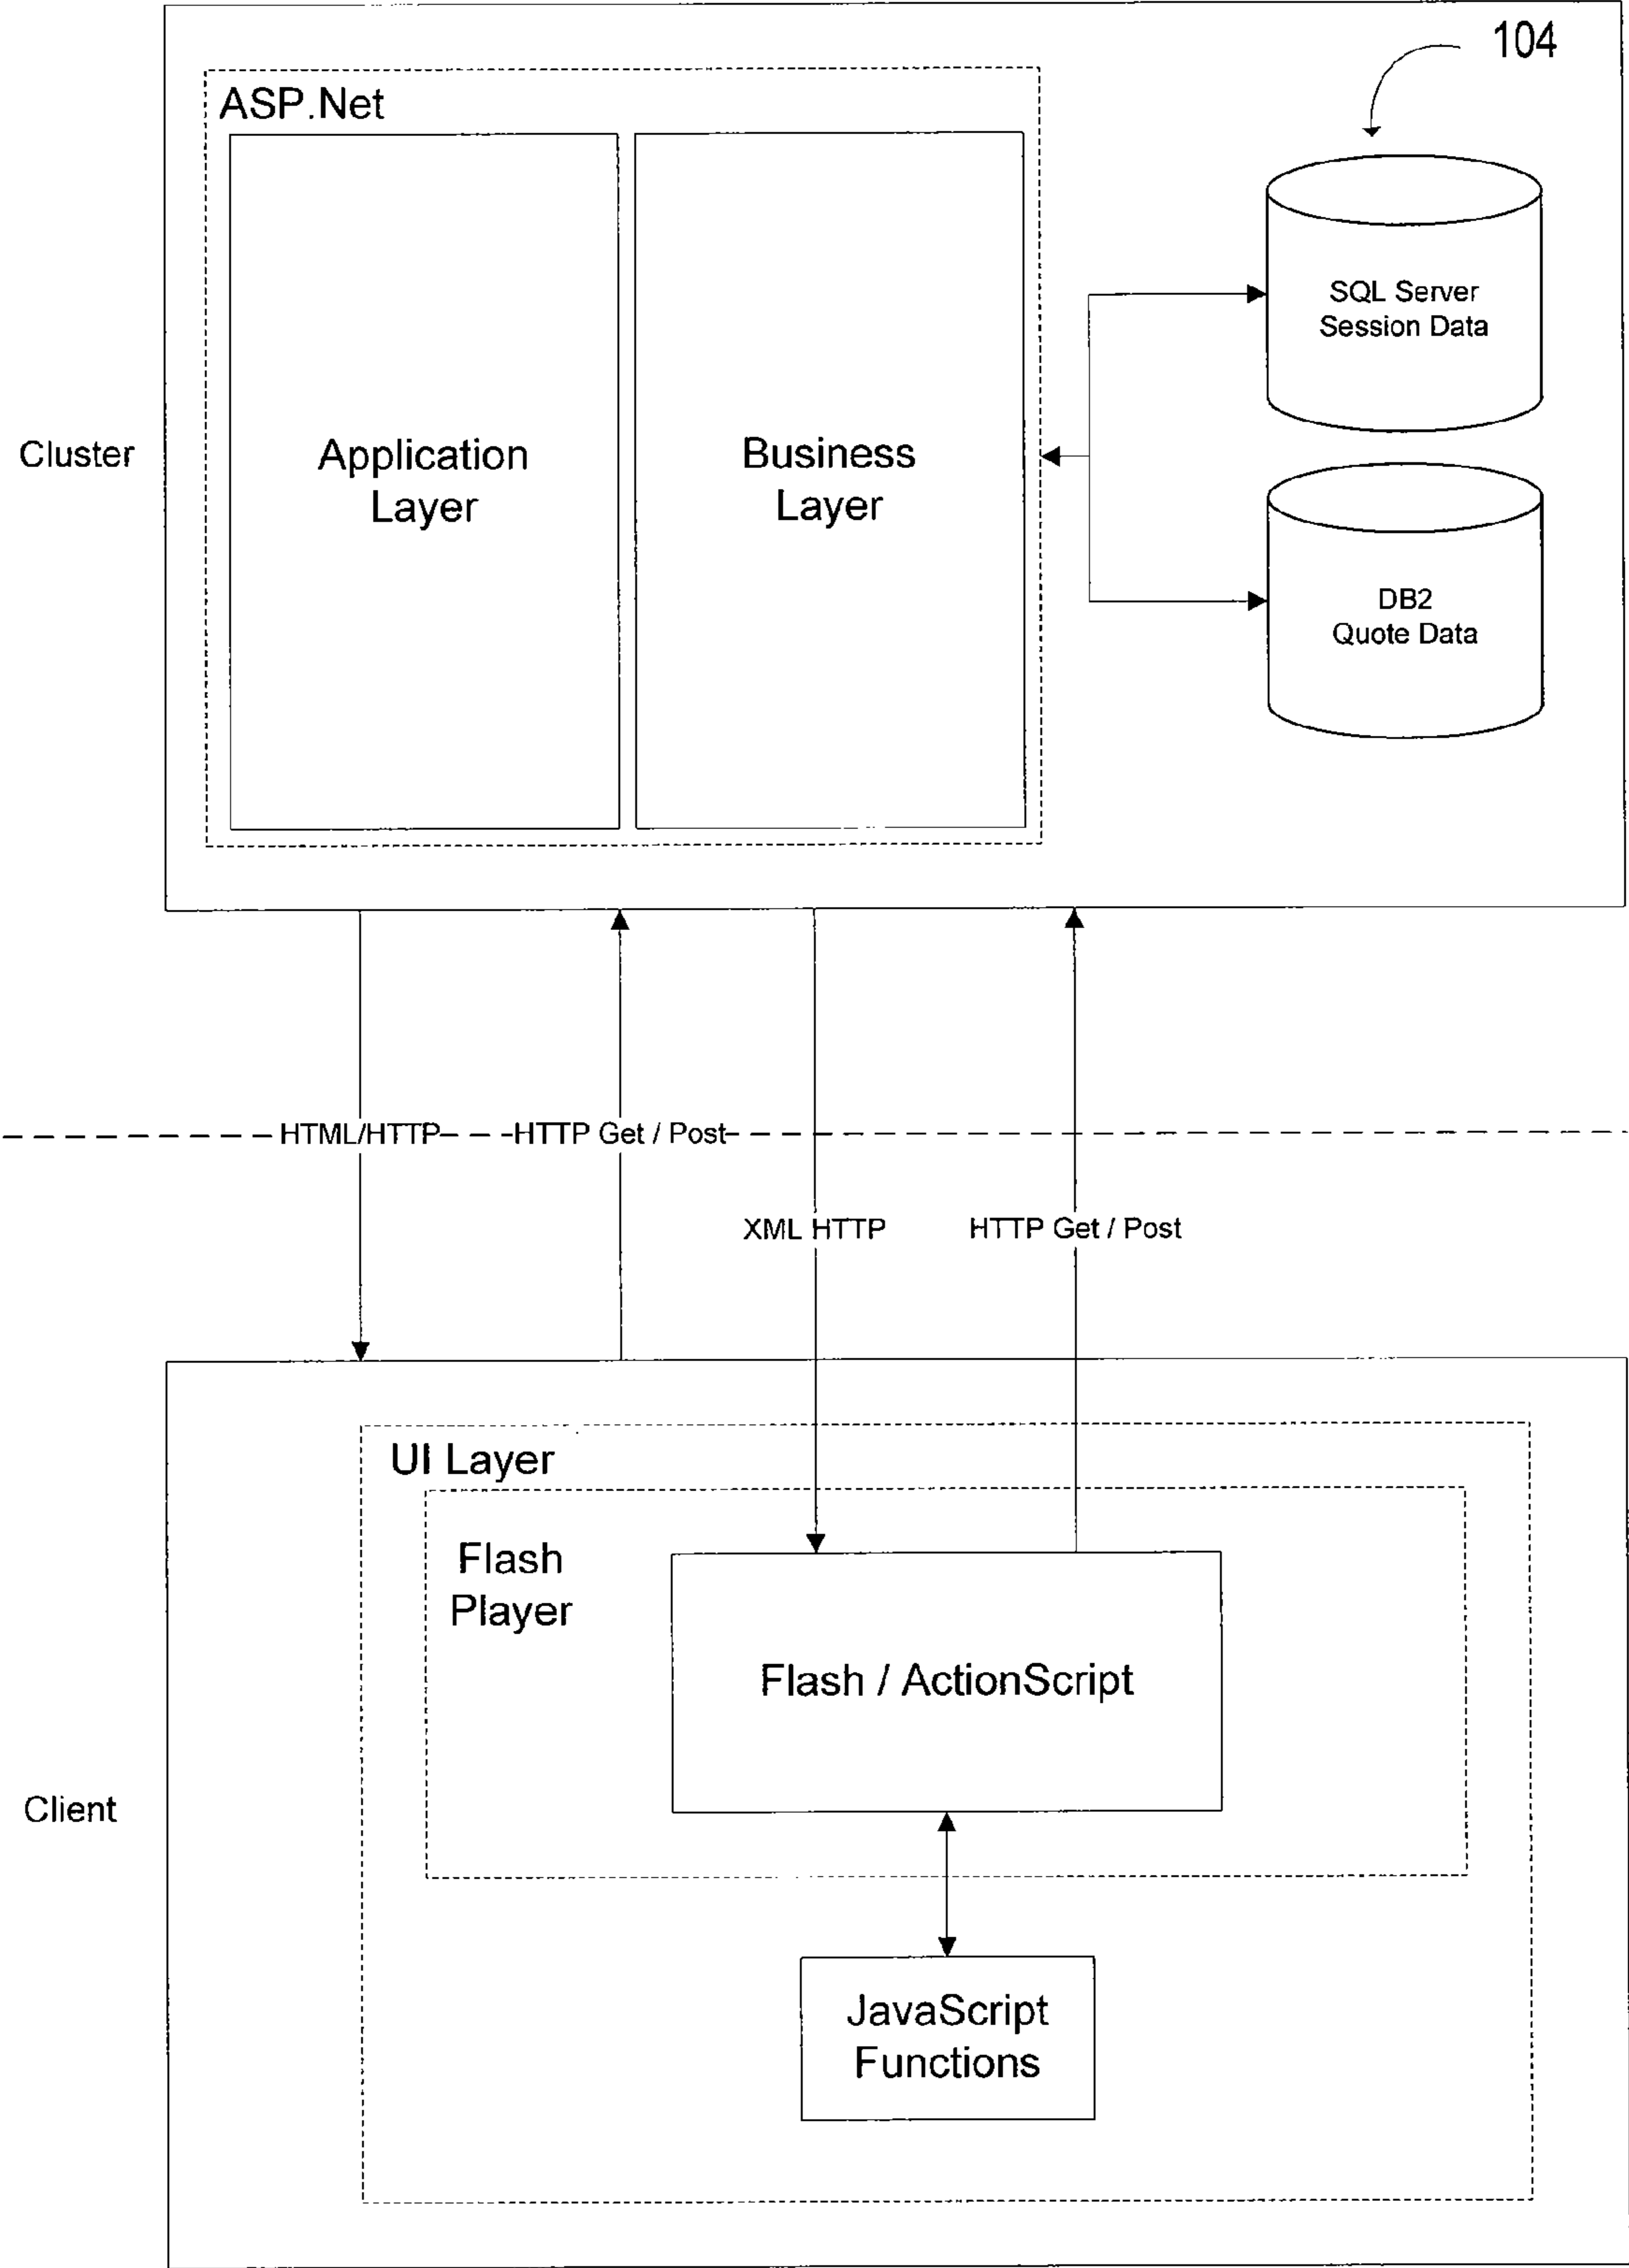 104
ASP.Net
Application
Layer
Business
Layer
SQL Server
Session Data
DB2
Quote Data
Cluster
HTML/HTTP
HTTP Get / Post
XML HTTP
HTTP Get / Post
UI Layer
Flash
Player
Flash / ActionScript
Client
JavaScript
Functions